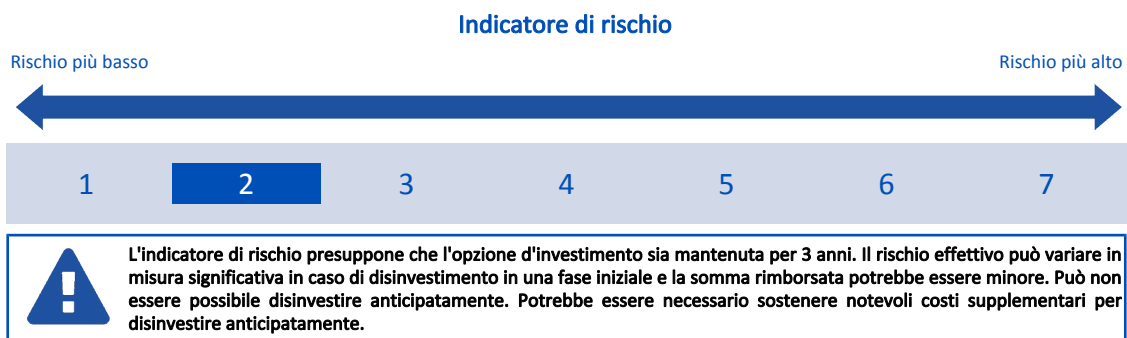 Indicatore di rischio
Rischio più basso
Rischio più alto
1 2 3 4 5 6 7
L'indicatore di rischio presuppone che l'opzione d'investimento sia mantenuta per 3 anni. Il rischio effettivo può variare in
misura significativa in caso di disinvestimento in una fase iniziale e la somma rimborsata potrebbe essere minore. Può non
essere possibile disinvestire anticipatamente. Potrebbe essere necessario sostenere notevoli costi supplementari per
disinvestire anticipatamente.